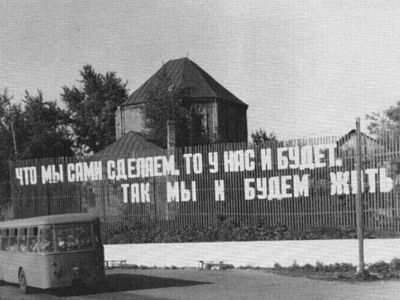 ЧТО МЫ САМИ СДЕЛАЕМ, ТО У НАС И БУДЕТ.
ТАК МЫ И БУДЕМ ЖИТЬ